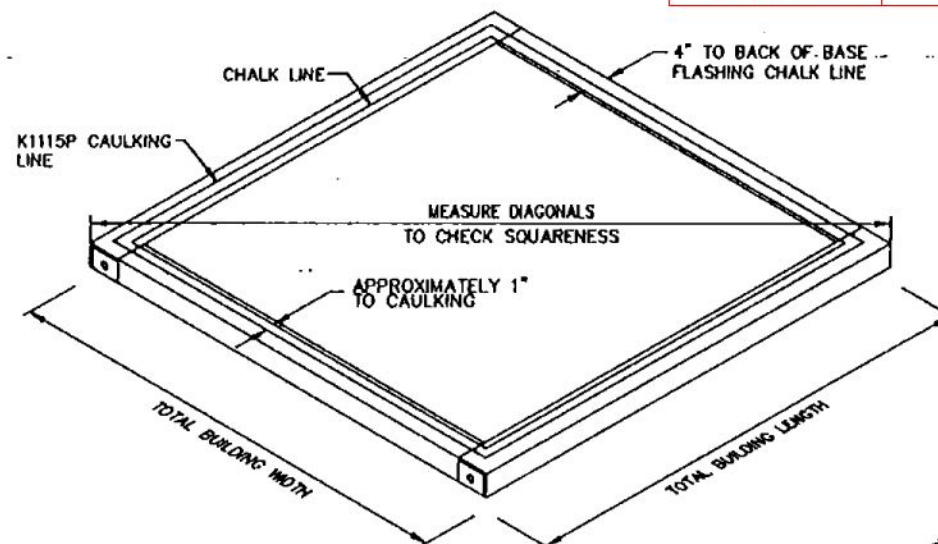 4" TO BACK OF BASE
FLASHING CHALK LINE
CHALK LINE
K1115P CAULKING
LINE
MEASURE DIAGONALS
TO CHECK SQUARENESS
APPROXIMATELY 1"
TO CAULKING
TOTAL BUILDING WIDTH
TOTAL BUILDING LENGTH